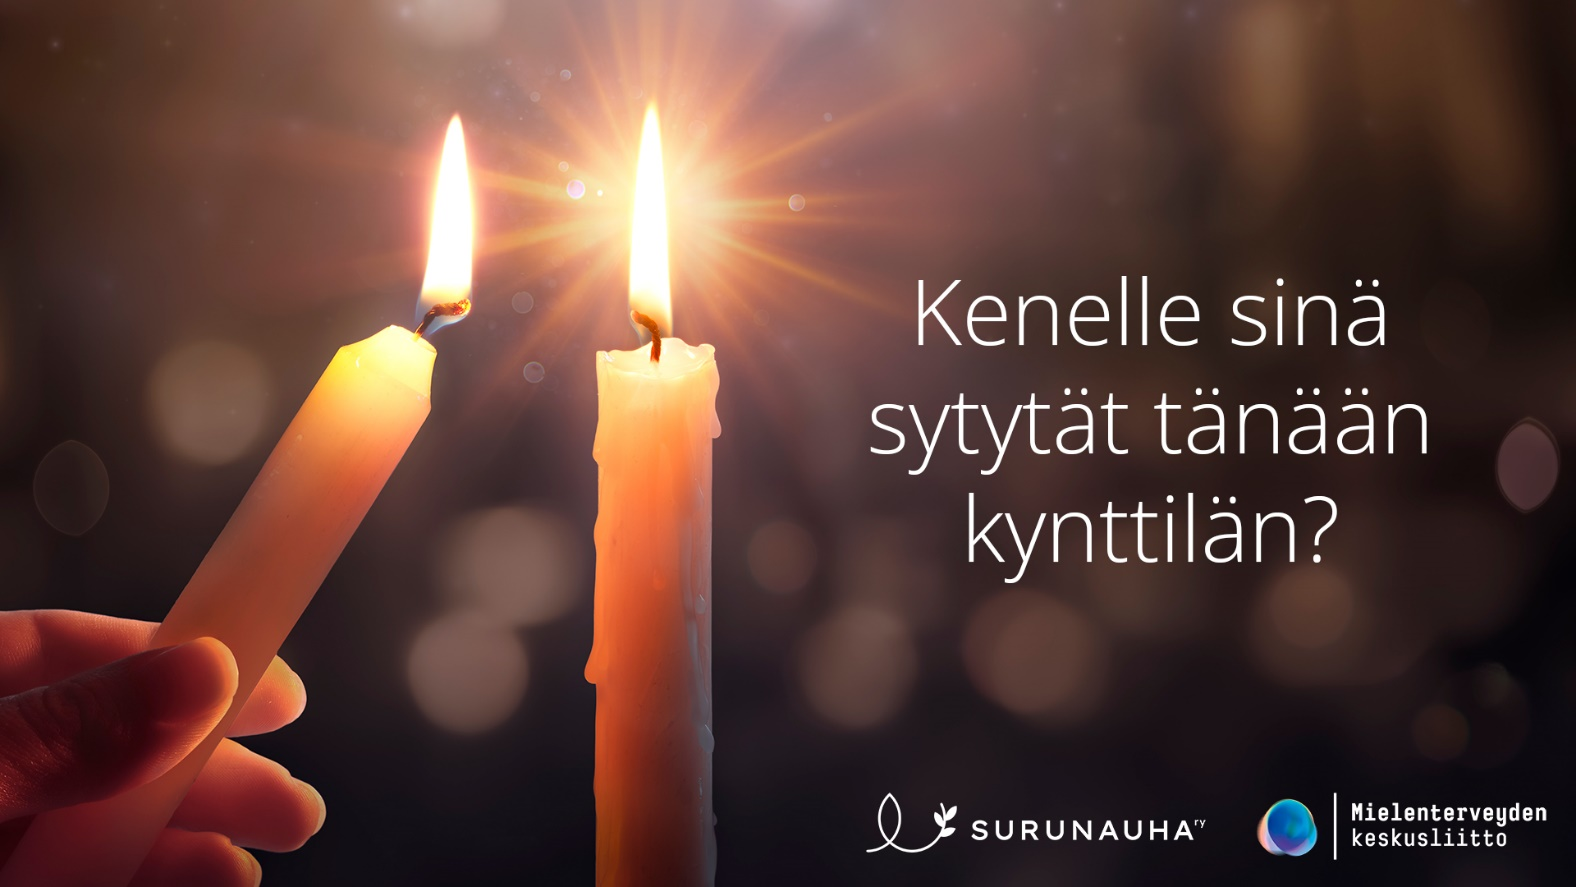 Kenelle sinä
sytytät tänään
kynttilän?
SURUNAUHA ry
Mielenterveyden
keskusliitto